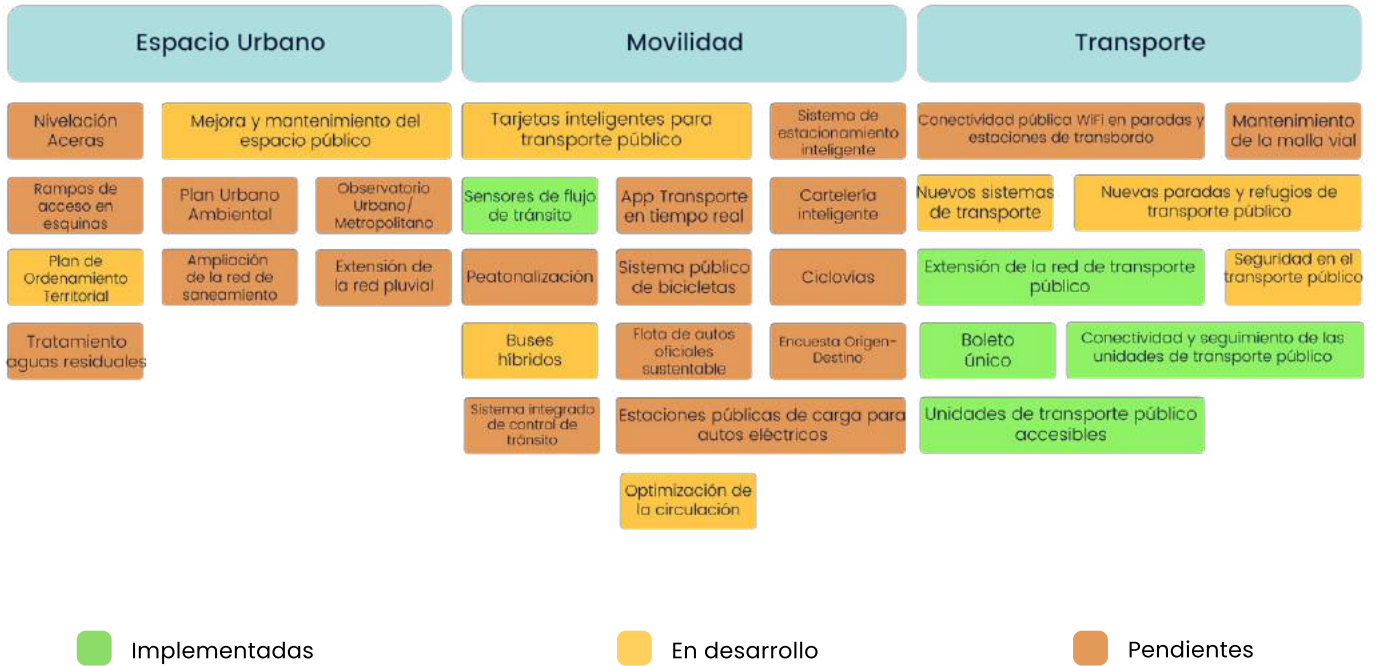 Espacio Urbano
Movilidad
Transporte
Nivelación
Aceras
Mejora y mantenimiento del
espacio público
Tarjetas inteligentes para
transporte público
Sistema de
estacionamiento
inteligente
Conectividad pública WiFi en paradas y
estaciones de transbordo
Mantenimiento
de la malla vial
Rampas de
acceso en
esquinas
Plan Urbano
Ambiental
Observatorio
Urbano/
Metropolitano
Sensores de flujo
de tránsito
App Transporte
en tiempo real
Cartelería
inteligente
Nuevos sistemas
de transporte
Nuevas paradas y refugios de
transporte público
Plan de
Ordenamiento
Territorial
Ampliación
de la red de
saneamiento
Extensión de
la red pluvial
Peatonalización
Sistema público
de bicicletas
Ciclovias
Extensión de la red de transporte
público
Seguridad en el
transporte público
Tratamiento
aguas residuales
Buses
híbridos
Flota de autos
oficiales
sustentable
Encuesta Origen-
Destino
Boleto
único
Conectividad y seguimiento de las
unidades de transporte público
Sistema integrado
de control de
tránsito
Estaciones públicas de carga para
autos eléctricos
Unidades de transporte público
accesibles
Optimización de
la circulación
Implementadas
En desarrollo
Pendientes